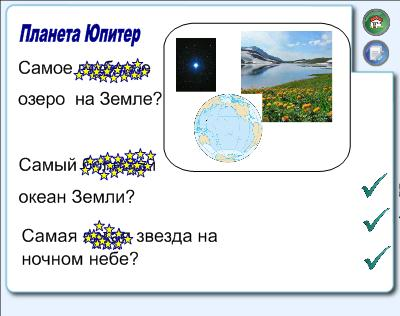 Планета Юпитер
Самое
озеро на Земле?
Самый
океан Земли?
Самая звезда на
ночном небе?